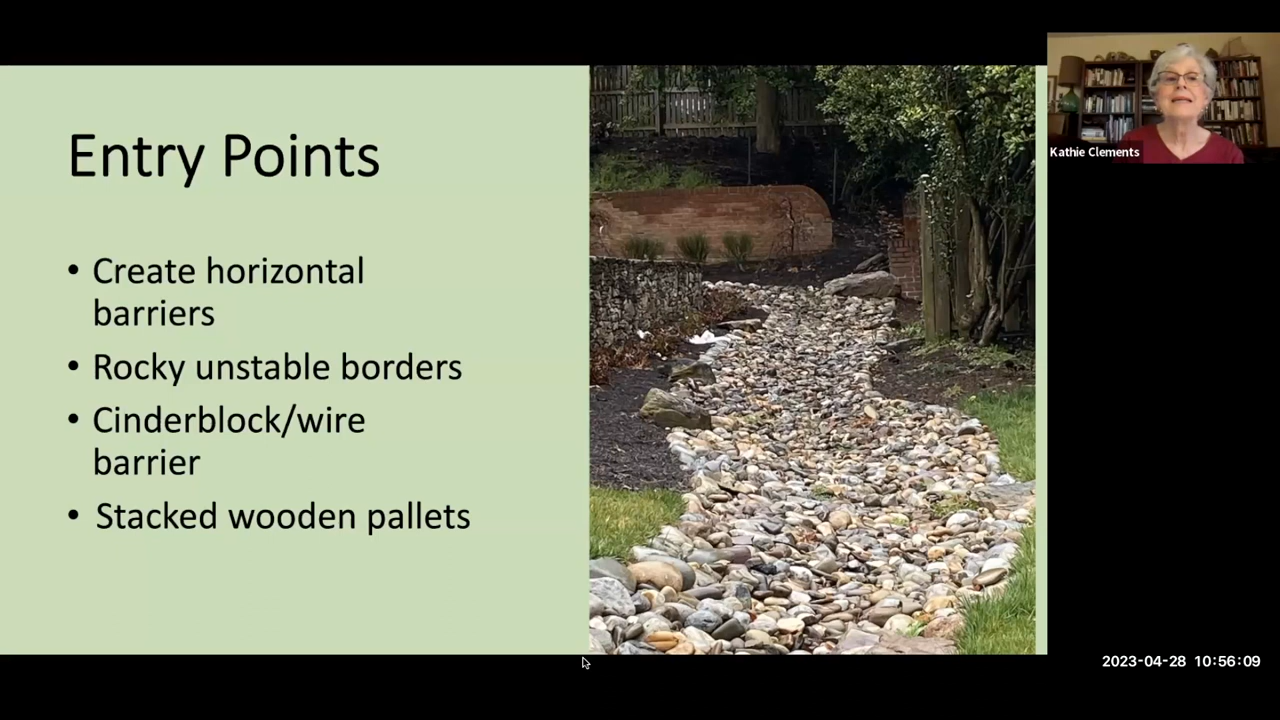 Entry Points
• Create horizontal
barriers
• Rocky unstable borders
• Cinderblock/wire
barrier
• Stacked wooden pallets
Kathie Clements
2023-04-28 10:56:09